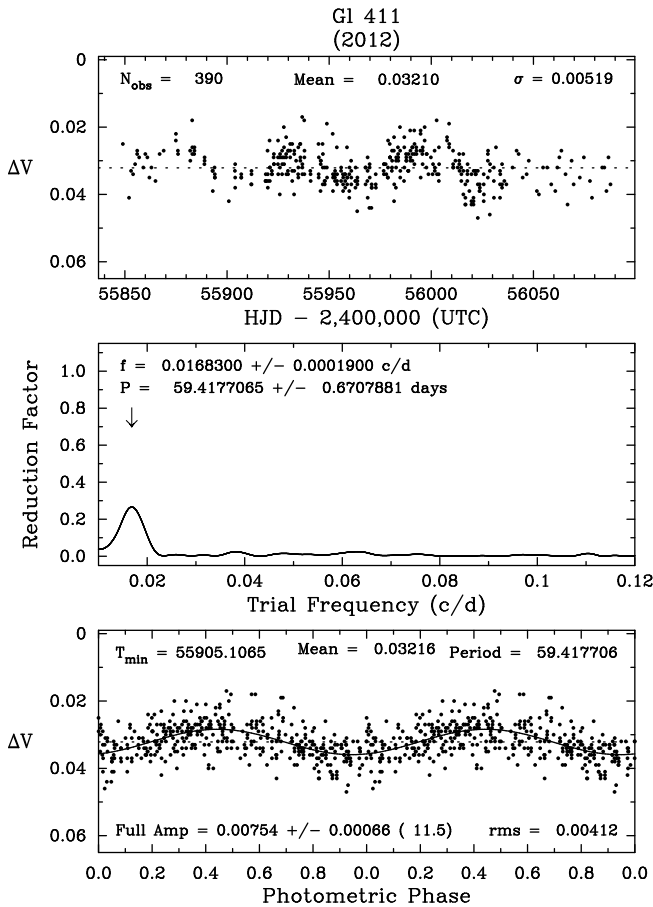 Gl 411
(2012)
0
N_obs = 390 Mean = 0.03210 σ = 0.00519
0.02
ΔV
0.04
0.06
55850 55900 55950 56000 56050
HJD − 2,400,000 (UTC)
f = 0.0168300 +/− 0.0001900 c/d
1.0
P = 59.4177065 +/− 0.6707881 days
0.8
Reduction Factor
0.6
0.4
0.2
0.0
0.02 0.04 0.06 0.08 0.1 0.12
Trial Frequency (c/d)
0
T_min = 55905.1065 Mean = 0.03216 Period = 59.417706
0.02
ΔV
0.04
0.06
Full Amp = 0.00754 +/− 0.00066 ( 11.5) rms = 0.00412
0.0 0.2 0.4 0.6 0.8 0.0 0.2 0.4 0.6 0.8 0.0
Photometric Phase